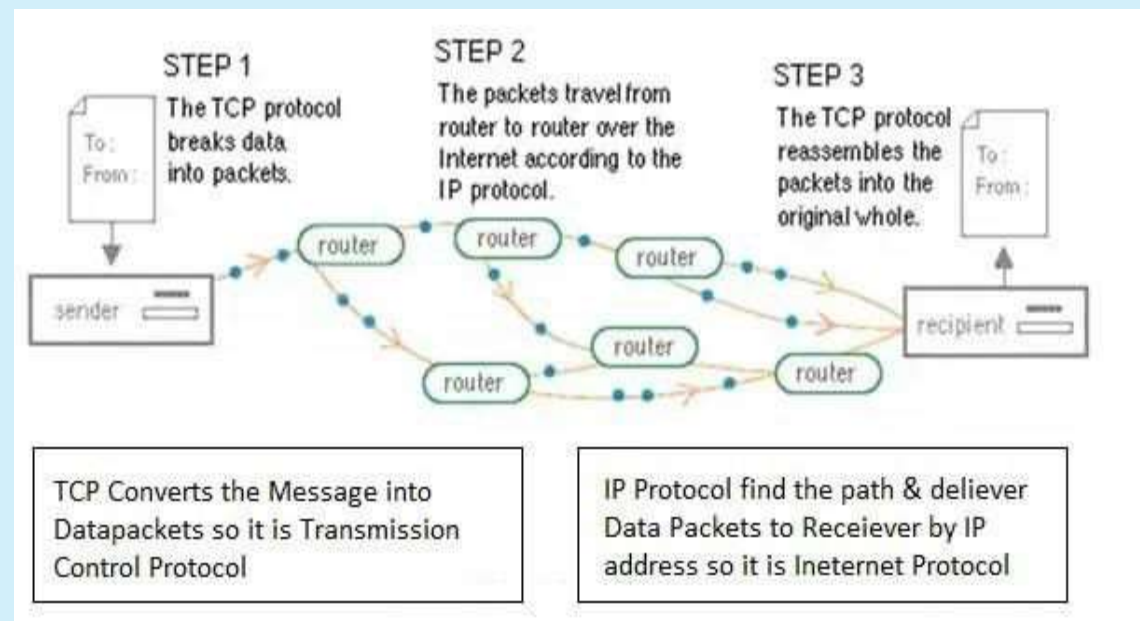 STEP 1
The TCP protocol
breaks data
into packets.
To:
From:
STEP 2
The packets travel from
router to router over the
Internet according to the
IP protocol.
STEP 3
The TCP protocol
reassembles the
packets into the
original whole.
To:
From:
sender
router
router
router
router
router
router
recipient
TCP Converts the Message into
Datapackets so it is Transmission
Control Protocol
IP Protocol find the path & deliever
Data Packets to Receiever by IP
address so it is Ineternet Protocol